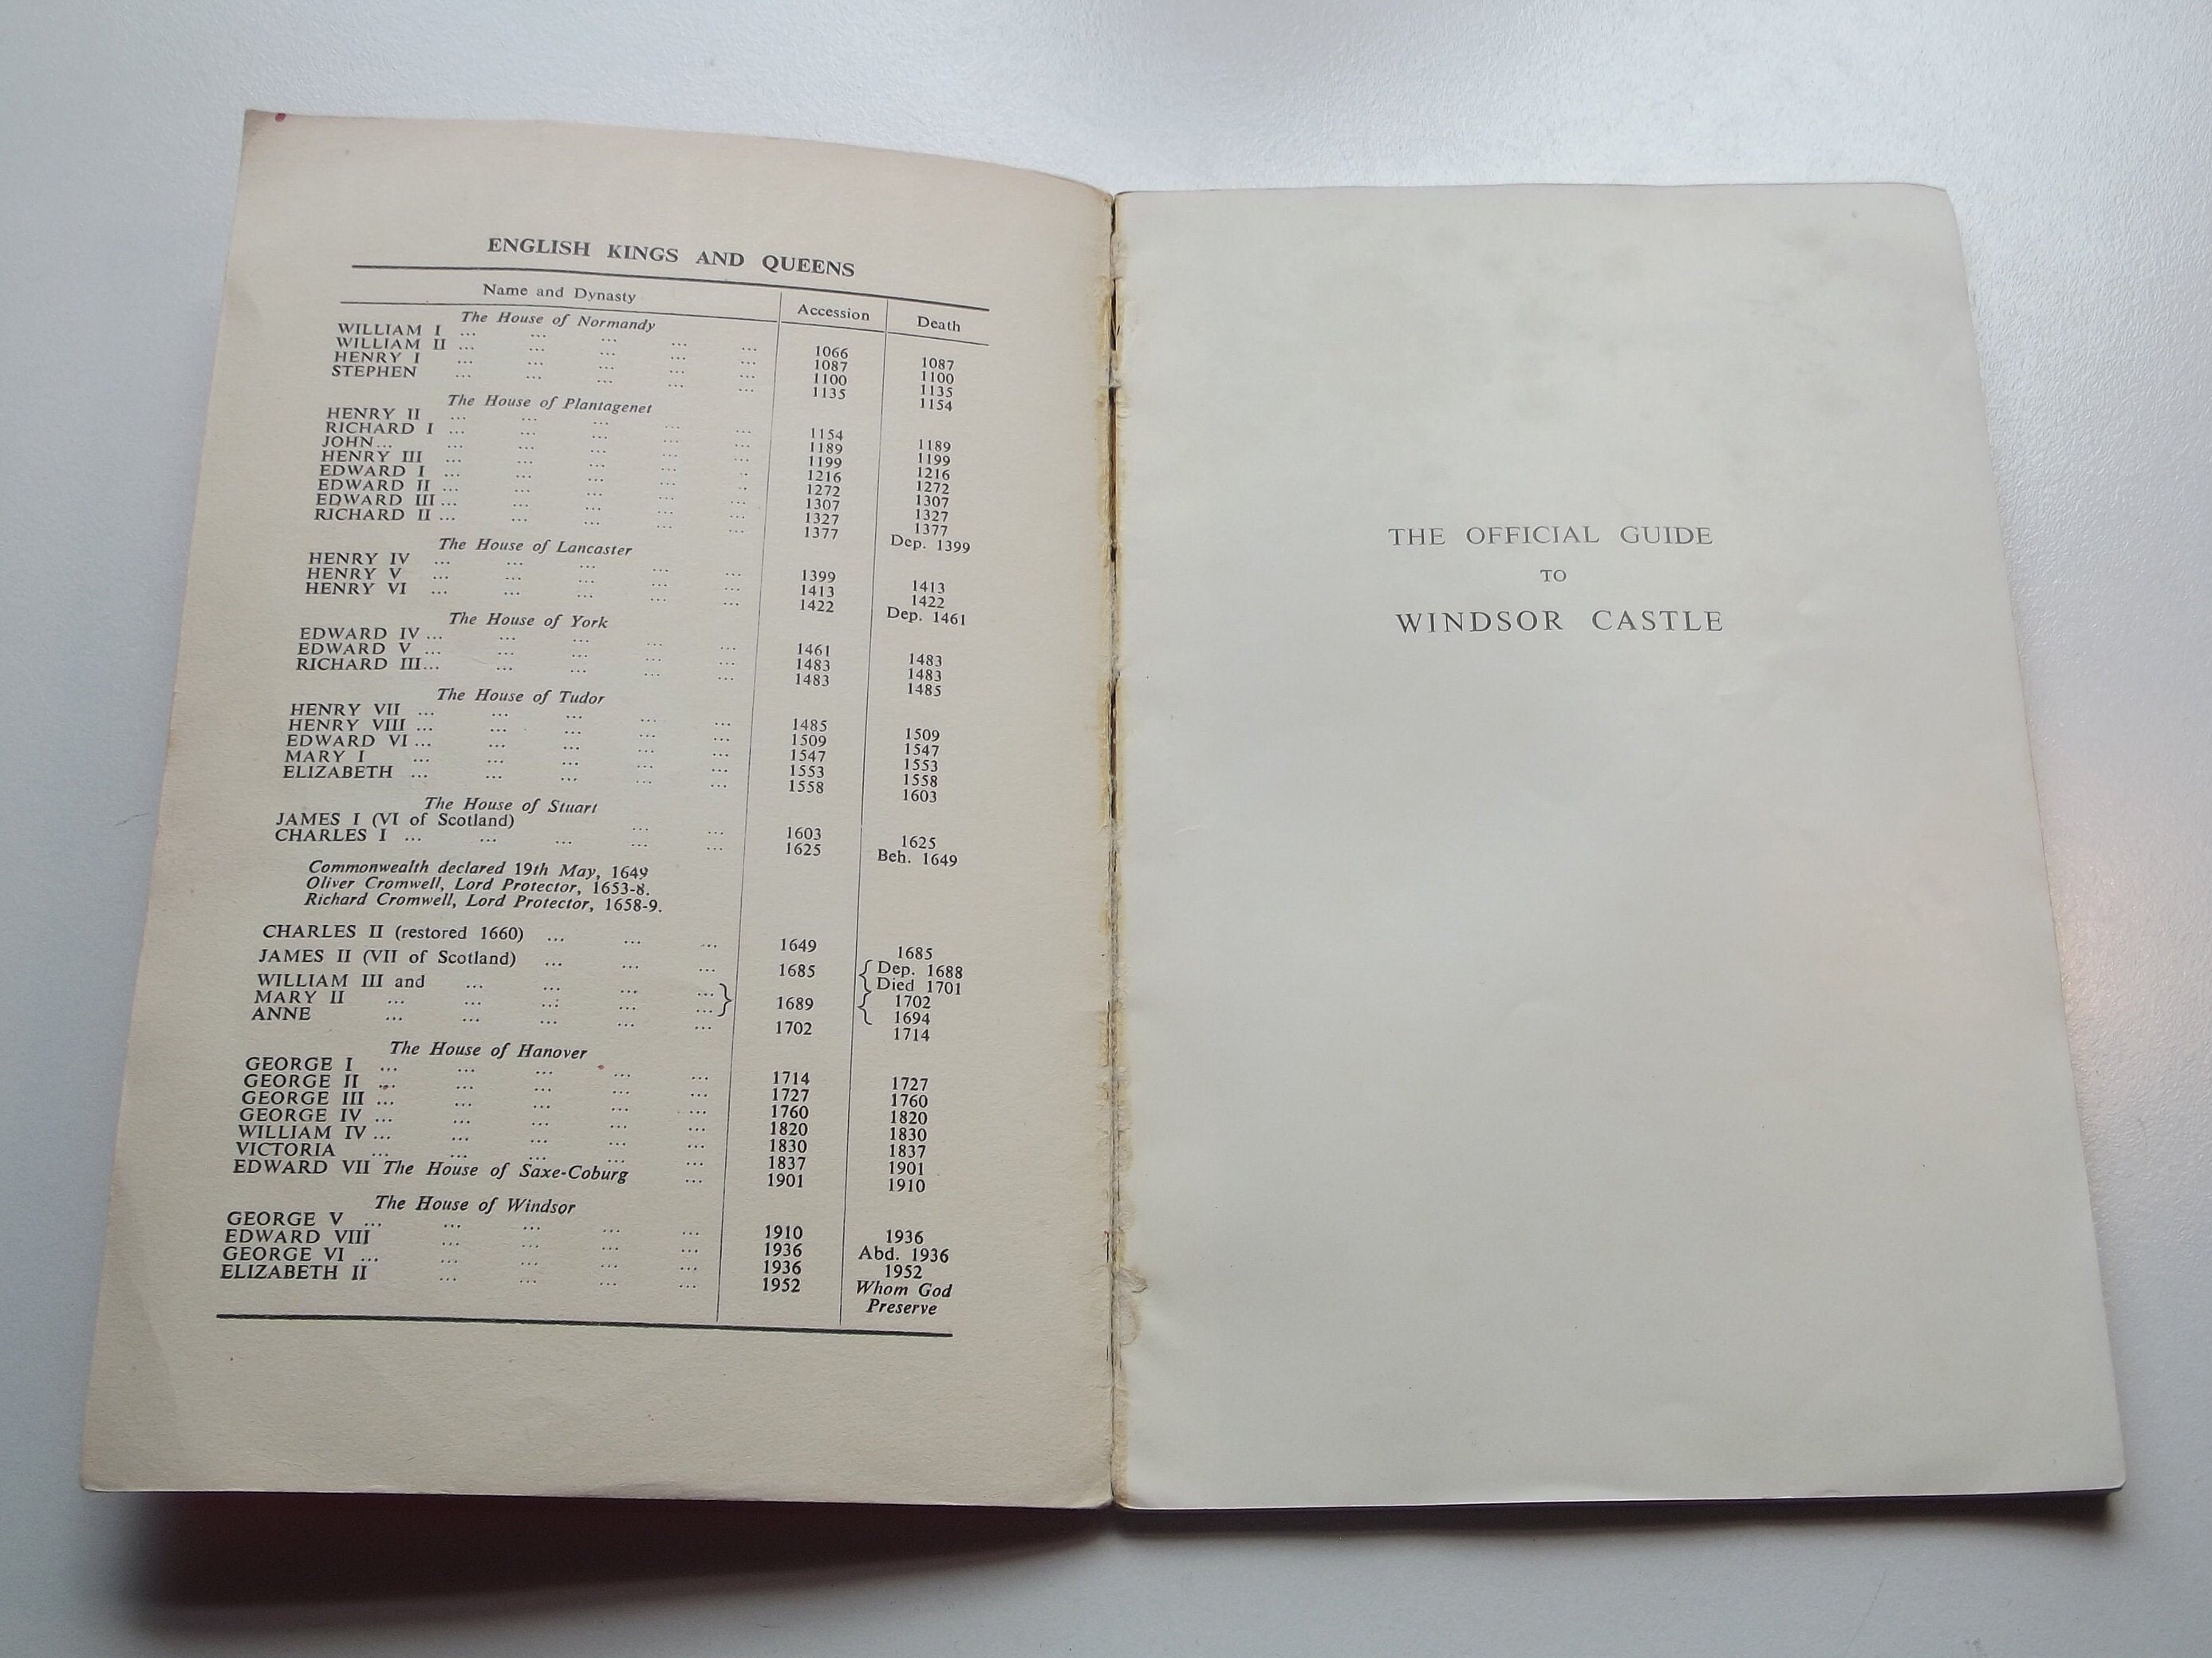 ENGLISH KINGS AND QUEENS
Name and Dynasty Accession Death
The House of Normandy
WILLIAM I ... ... ... ... ... 1066 1087
WILLIAM II ... ... ... ... ... 1087 1100
HENRY I ... ... ... ... ... 1100 1135
STEPHEN ... ... ... ... ... 1135 1154
The House of Plantagenet
HENRY II ... ... ... ... ... 1154 1189
RICHARD I ... ... ... ... ... 1189 1199
JOHN ... ... ... ... ... 1199 1216
HENRY III ... ... ... ... ... 1216 1272
EDWARD I ... ... ... ... ... 1272 1307
EDWARD II ... ... ... ... ... 1307 1327
EDWARD III ... ... ... ... ... 1327 1377
RICHARD II ... ... ... ... ... 1377 Dep. 1399
The House of Lancaster
HENRY IV ... ... ... ... ... 1399 1413
HENRY V ... ... ... ... ... 1413 1422
HENRY VI ... ... ... ... ... 1422 Dep. 1461
The House of York
EDWARD IV ... ... ... ... ... 1461 1483
EDWARD V ... ... ... ... ... 1483 1483
RICHARD III ... ... ... ... ... 1483 1485
The House of Tudor
HENRY VII ... ... ... ... ... 1485 1509
HENRY VIII ... ... ... ... ... 1509 1547
EDWARD VI ... ... ... ... ... 1547 1553
MARY I ... ... ... ... ... 1553 1558
ELIZABETH ... ... ... ... ... 1558 1603
The House of Stuart
JAMES I (VI of Scotland) ... ... 1603 1625
CHARLES I ... ... ... ... ... 1625 Beh. 1649
Commonwealth declared 19th May, 1649
Oliver Cromwell, Lord Protector, 1653-8.
Richard Cromwell, Lord Protector, 1658-9.
CHARLES II (restored 1660) ... ... ... 1649 1685
JAMES II (VII of Scotland) ... ... ... 1685 { Dep. 1688
Died 1701
WILLIAM III and ... ... ... ... } 1689 { 1702
MARY II ... ... ... ... ... 1694
ANNE ... ... ... ... ... 1702 1714
The House of Hanover
GEORGE I ... ... ... ... ... 1714 1727
GEORGE II ... ... ... ... ... 1727 1760
GEORGE III ... ... ... ... ... 1760 1820
GEORGE IV ... ... ... ... ... 1820 1830
WILLIAM IV ... ... ... ... ... 1830 1837
VICTORIA ... ... ... ... ... 1837 1901
EDWARD VII The House of Saxe-Coburg ... 1901 1910
The House of Windsor
GEORGE V ... ... ... ... ... 1910 1936
EDWARD VIII ... ... ... ... 1936 Abd. 1936
GEORGE VI ... ... ... ... ... 1936 1952
ELIZABETH II ... ... ... ... 1952 Whom God
Preserve
THE OFFICIAL GUIDE
TO
WINDSOR CASTLE